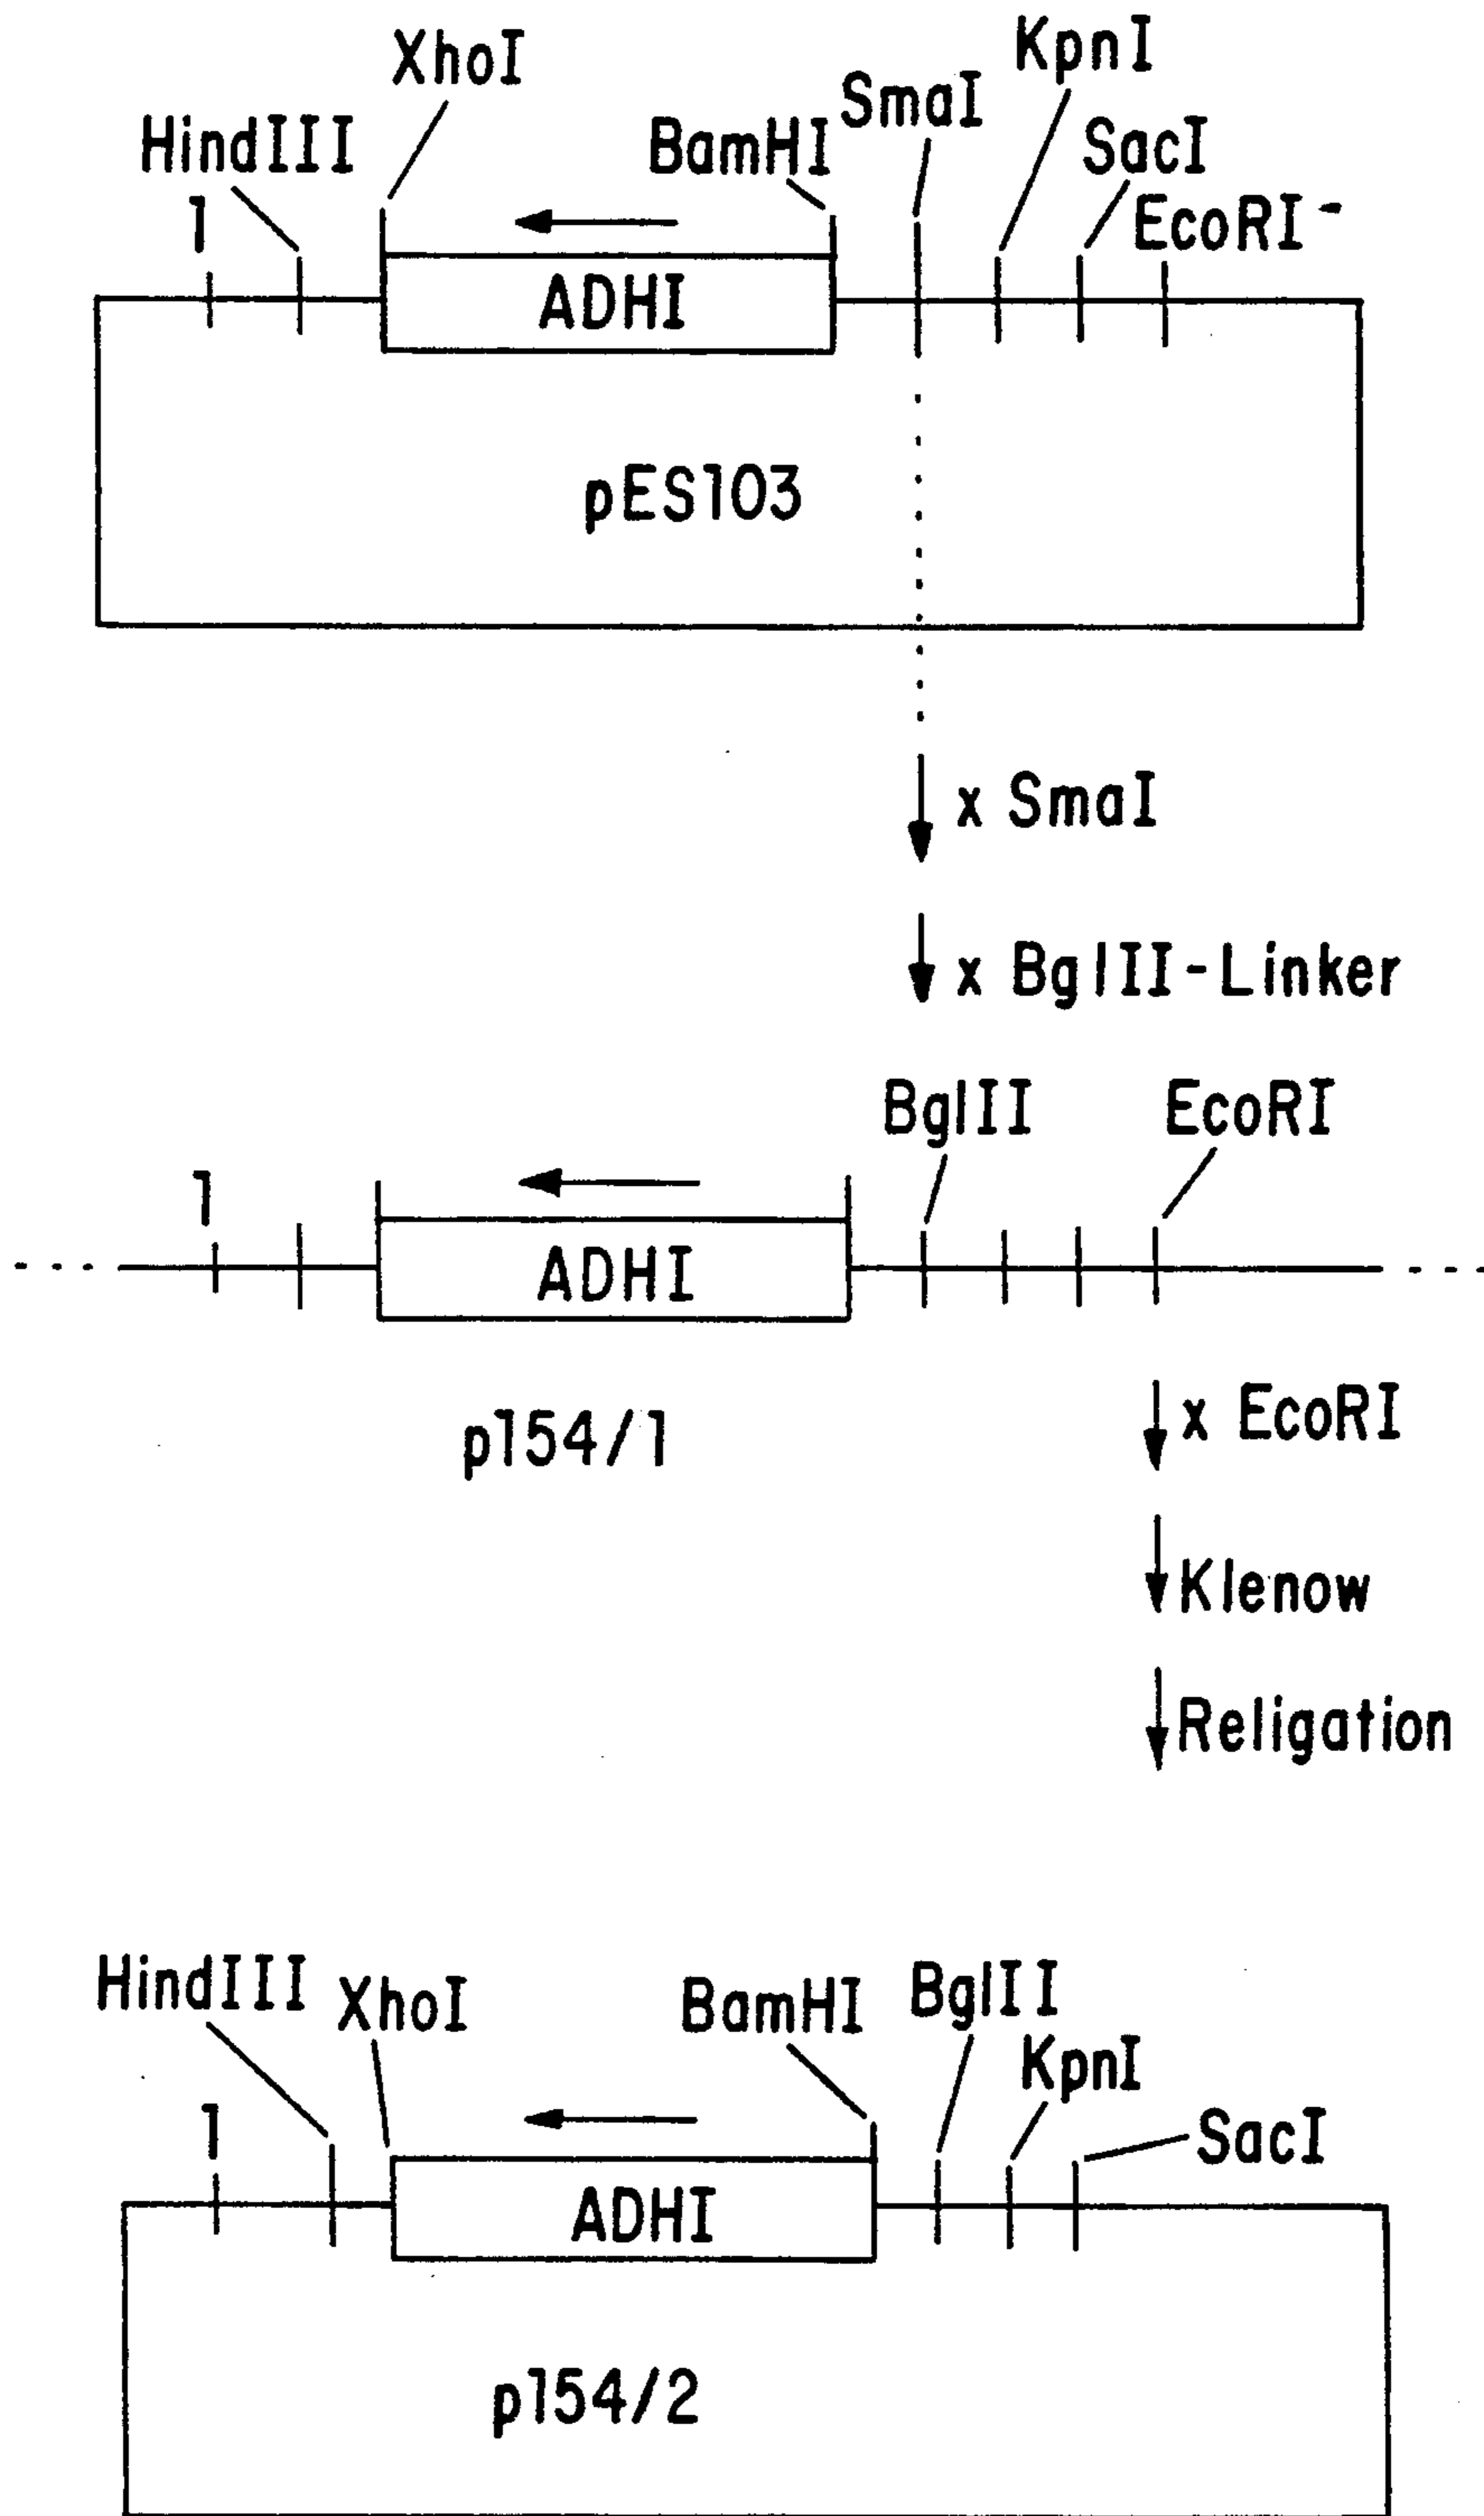 XhoI
KpnI
SmaI
HindIII
BamHI
SacI
1
EcoRI-
ADHI
pES103
x SmaI
x BglII-Linker
BglII
EcoRI
1
ADHI
x EcoRI
p154/1
Klenow
Religation
HindIII
XhoI
BamHI
BglII
KpnI
1
SacI
ADHI
p154/2